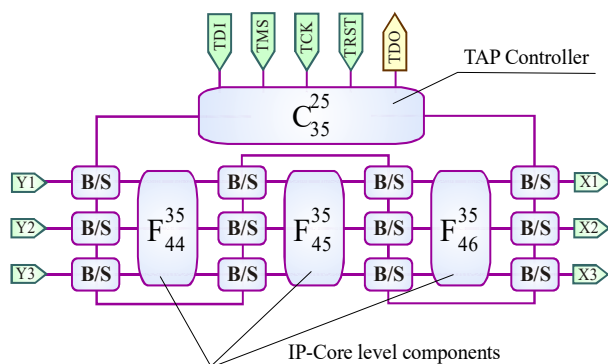 TDI TMS TCK TRST TDO
TAP Controller
C 25 35
Y1 B/S B/S B/S B/S X1
F 35 44 F 35 45 F 35 46
Y2 B/S B/S B/S B/S X2
Y3 B/S B/S B/S B/S X3
IP-Core level components